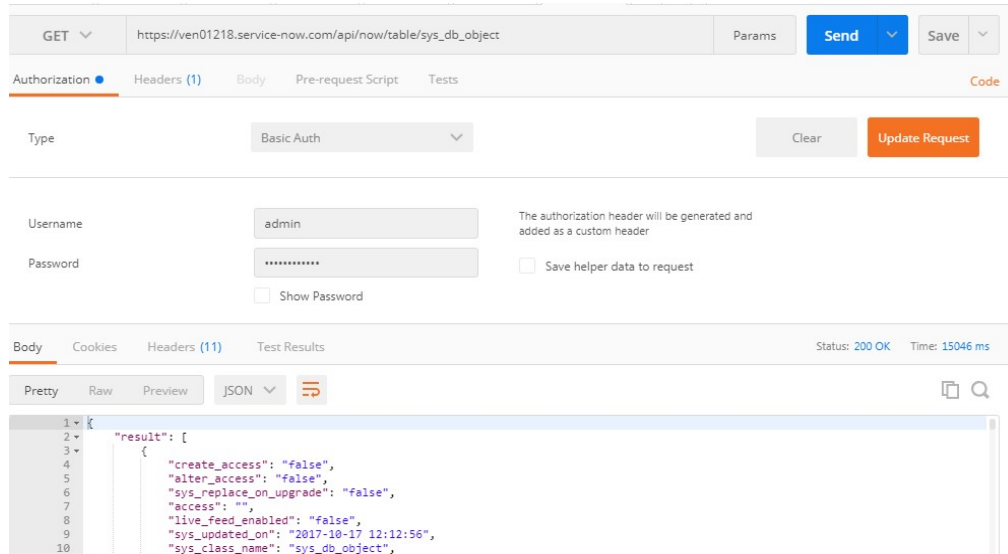 GET https://ven01218.service-now.com/api/now/table/sys_db_object Params Send Save
Authorization Headers (1) Body Pre-request Script Tests Code
Type Basic Auth Clear Update Request
Username admin The authorization header will be generated and
added as a custom header
Password •••••••••••• Save helper data to request
Show Password
Body Cookies Headers (11) Test Results Status: 200 OK Time: 15046 ms
Pretty Raw Preview JSON
1 {
2 "result": [
3 {
4 "create_access": "false",
5 "alter_access": "false",
6 "sys_replace_on_upgrade": "false",
7 "access": "",
8 "live_feed_enabled": "false",
9 "sys_updated_on": "2017-10-17 12:12:56",
10 "sys_class_name": "sys_db_object",